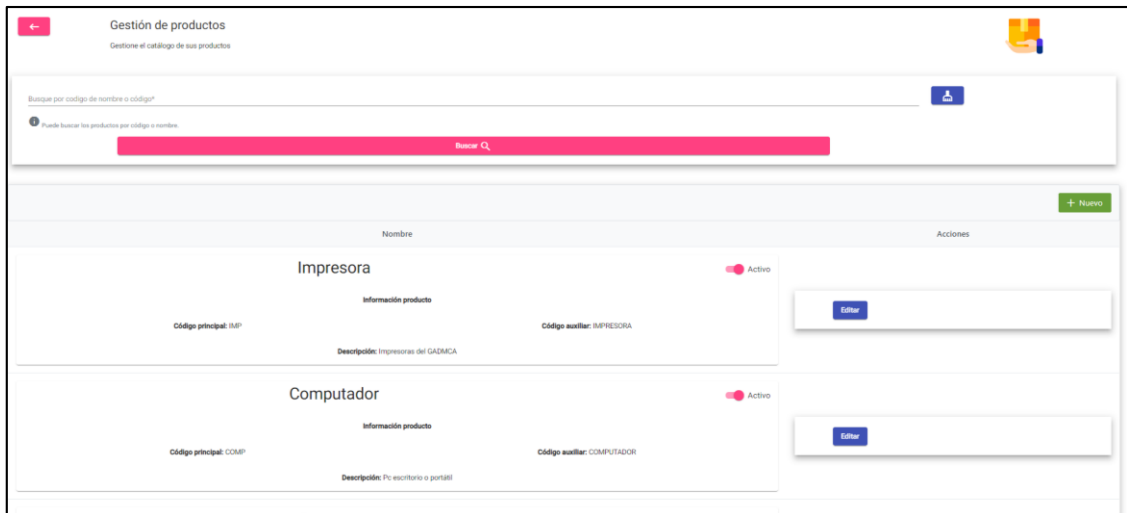 Gestión de productos
Gestione el catálogo de sus productos
Busque por codigo de nombre o código*
Puede buscar los productos por código o nombre.
Buscar
+ Nuevo
Nombre Acciones
Impresora Activo
Información producto
Editar
Código principal: IMP Código auxiliar: IMPRESORA
Descripción: Impresoras del GADMCA
Computador Activo
Información producto
Editar
Código principal: COMP Código auxiliar: COMPUTADOR
Descripción: Pc escritorio o portátil